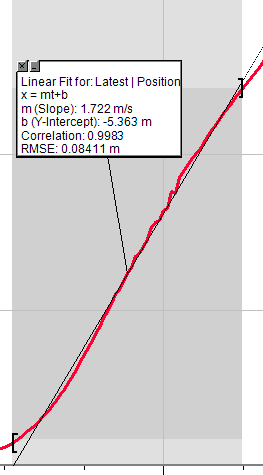 Linear Fit for: Latest | Position
x = mt+b
m (Slope): 1.722 m/s
b (Y-Intercept): -5.363 m
Correlation: 0.9983
RMSE: 0.08411 m